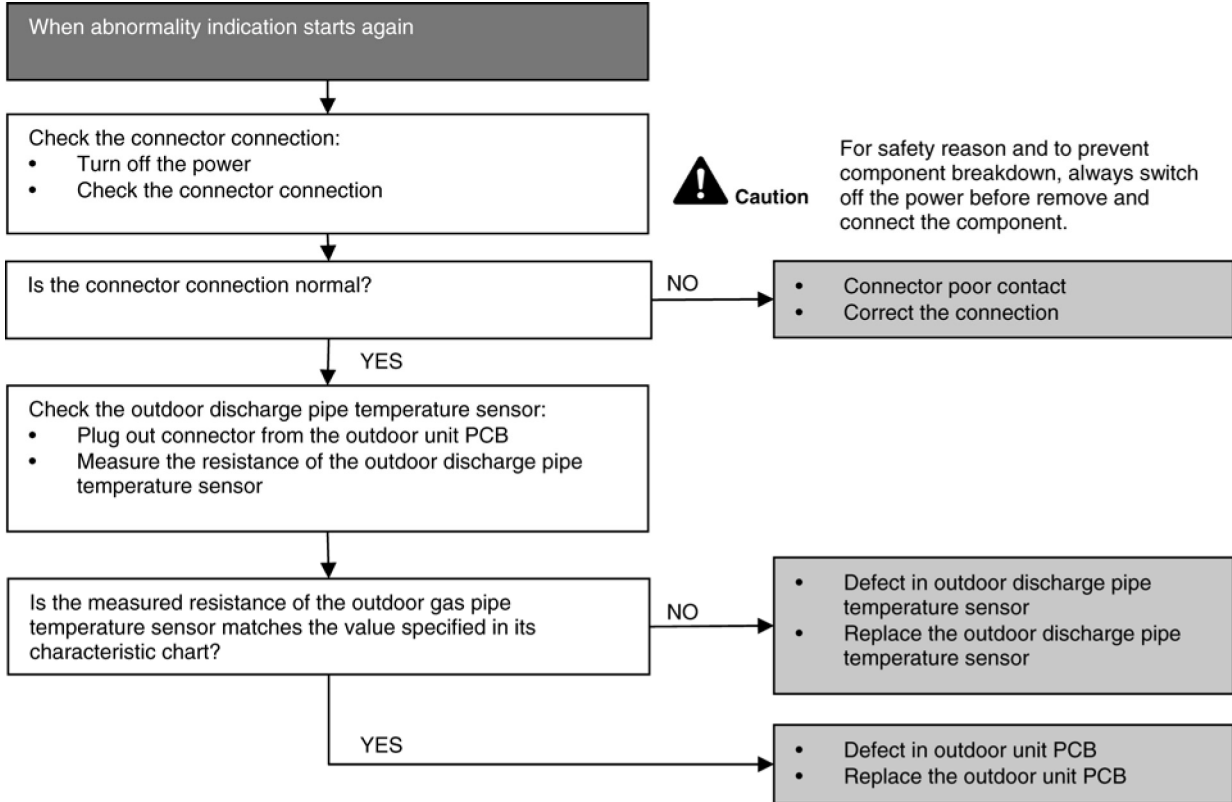 When abnormality indication starts again
Check the connector connection:
• Turn off the power
• Check the connector connection
Caution
For safety reason and to prevent
component breakdown, always switch
off the power before remove and
connect the component.
Is the connector connection normal?
NO
• Connector poor contact
• Correct the connection
YES
Check the outdoor discharge pipe temperature sensor:
• Plug out connector from the outdoor unit PCB
• Measure the resistance of the outdoor discharge pipe
temperature sensor
Is the measured resistance of the outdoor gas pipe
temperature sensor matches the value specified in its
characteristic chart?
NO
• Defect in outdoor discharge pipe
temperature sensor
• Replace the outdoor discharge pipe
temperature sensor
YES
• Defect in outdoor unit PCB
• Replace the outdoor unit PCB